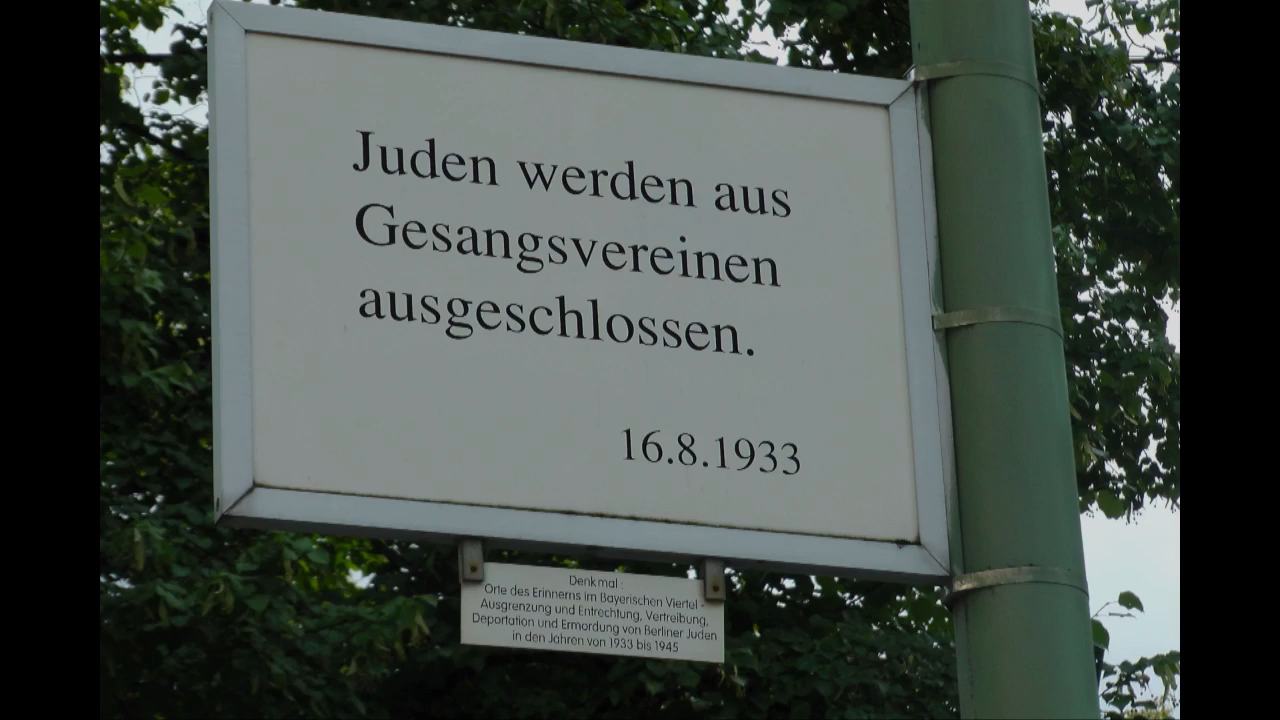 Juden werden aus
Gesangsvereinen
ausgeschlossen.
16.8.1933
Denkmal:
Orte des Erinnerns im Bayerischen Viertel -
Ausgrenzung und Entrechtung, Vertreibung,
Deportation und Ermordung von Berliner Juden
in den Jahren von 1933 bis 1945